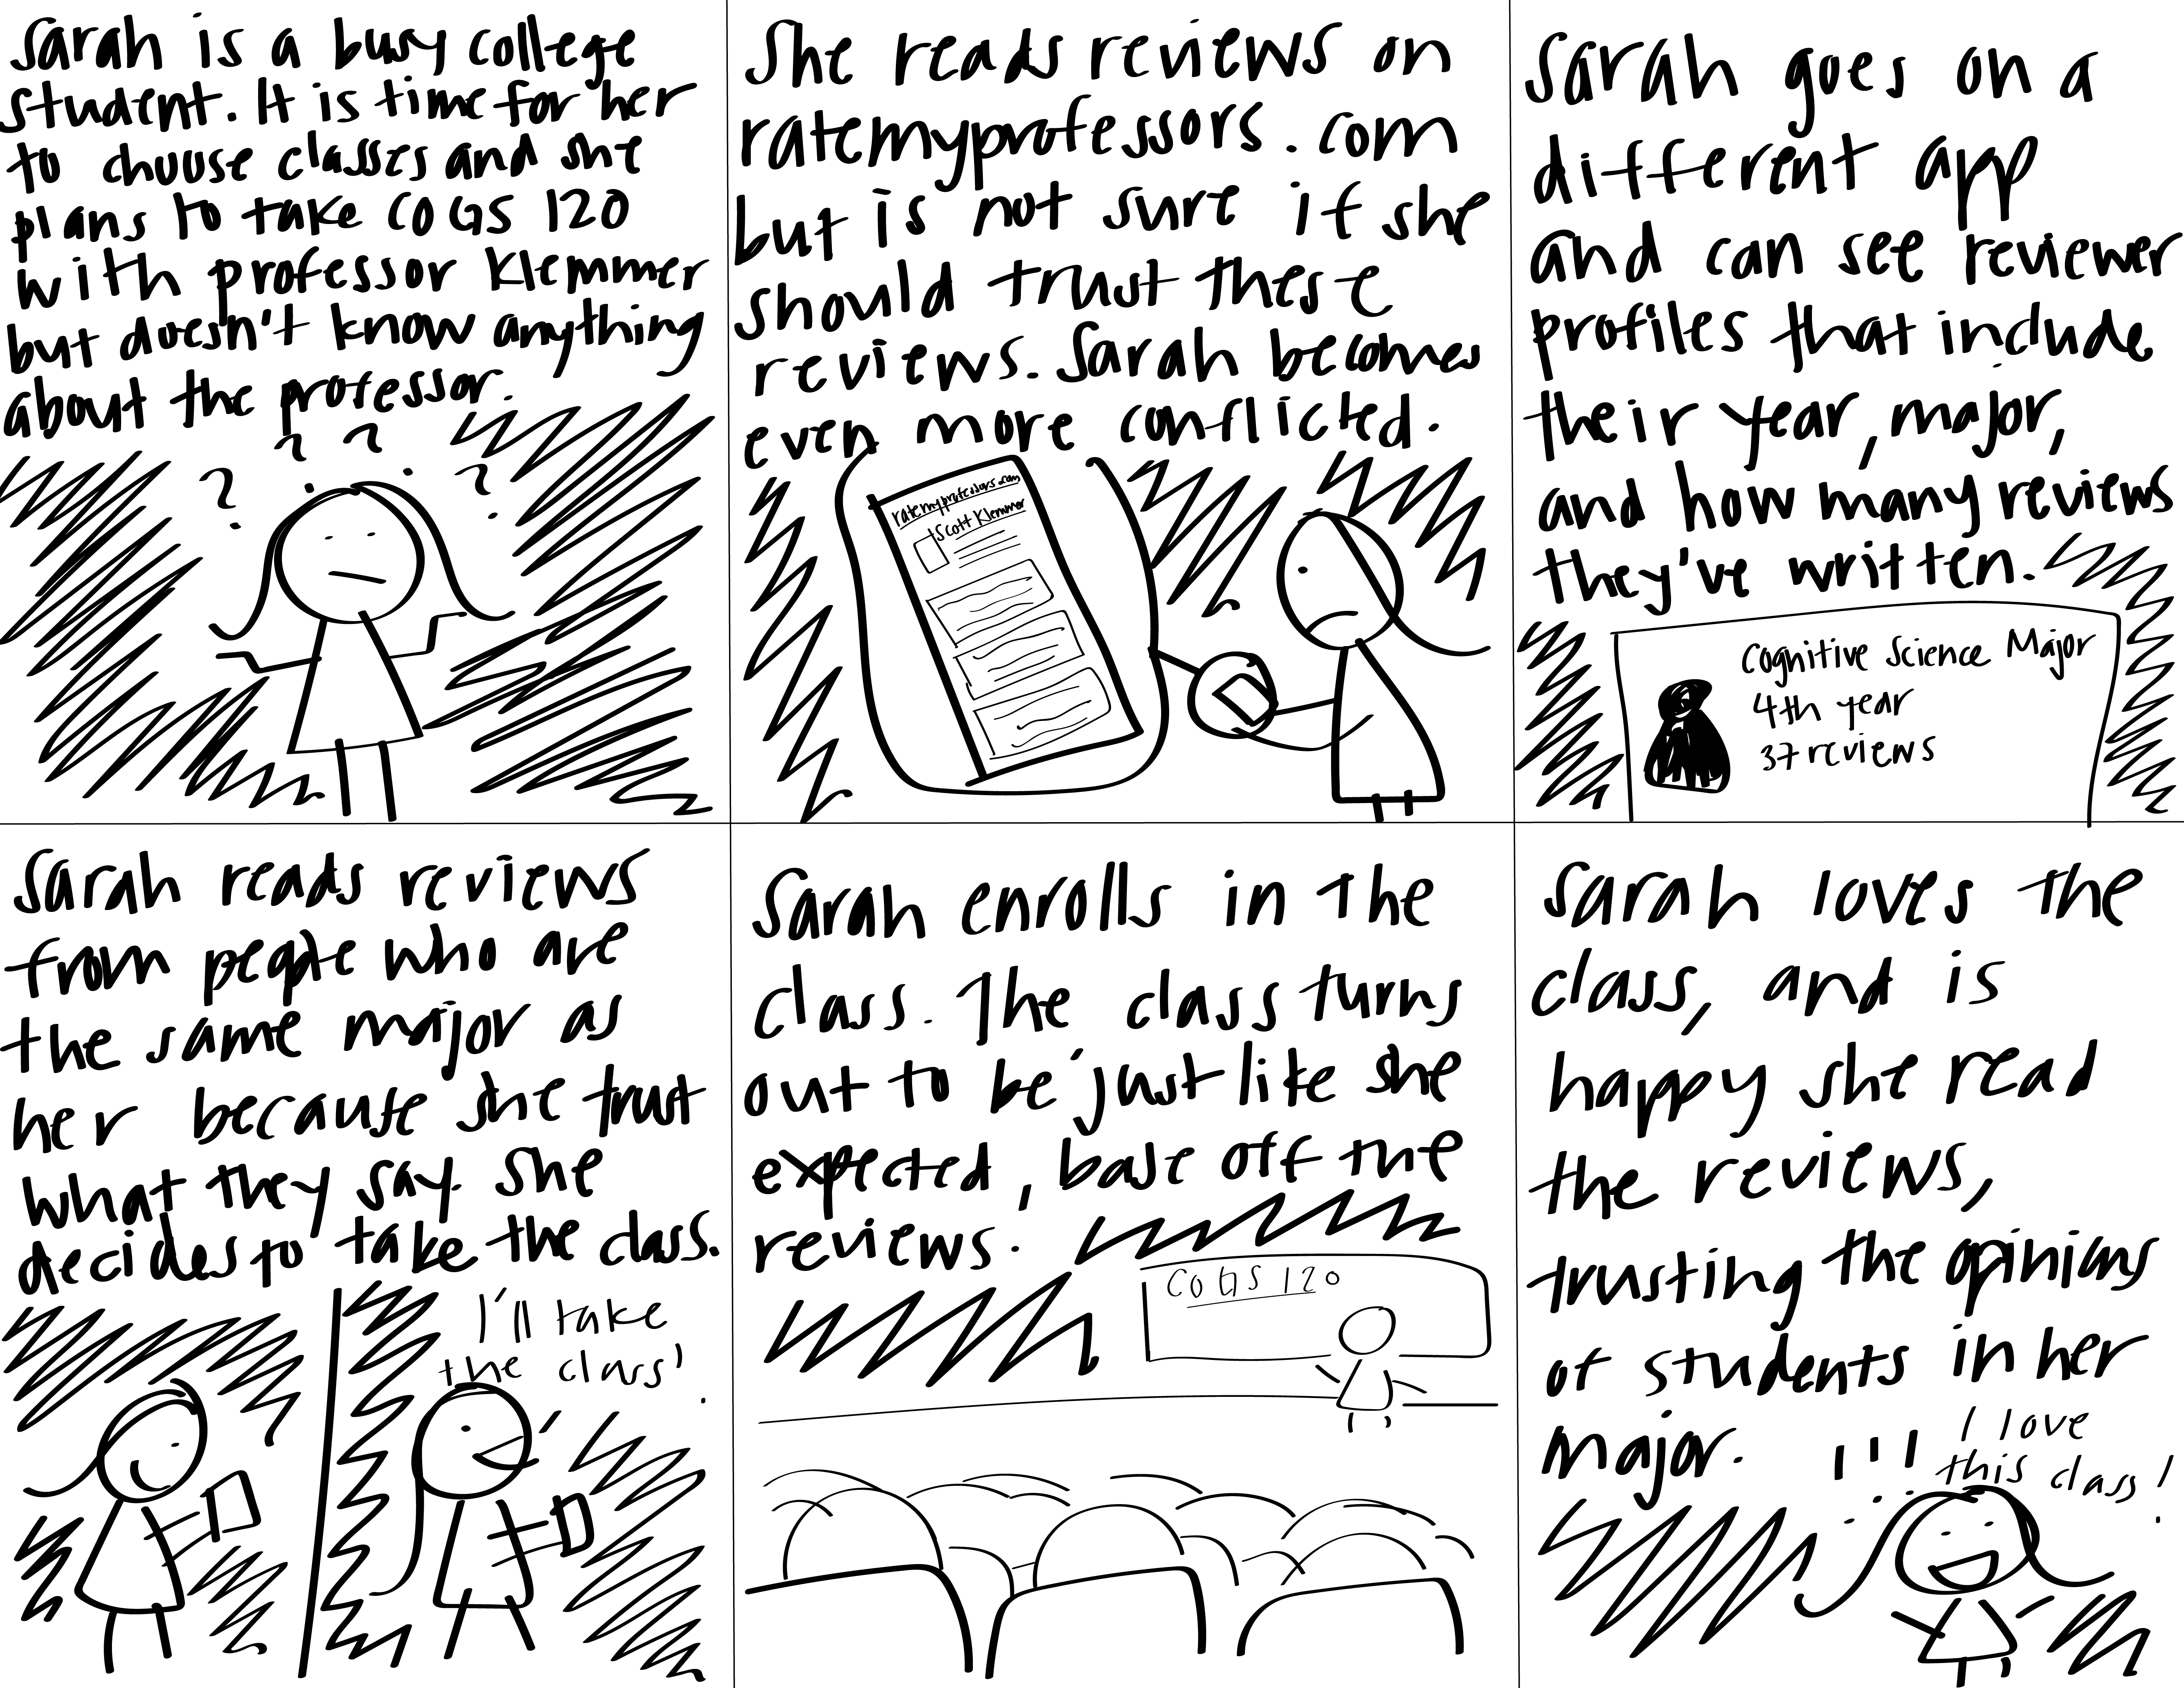 Sarah is a busy college
student. It is time for her
to choose classes and she
plans to take COGS 120
with professor Klemmer
but doesn't know anything
about the professor.
? ? ? ?
She reads reviews on
ratemyprofessors.com
but is not sure if she
should trust these
reviews. Sarah becomes
even more conflicted.
ratemyprofessors.com
Scott Klemmer
Sarah goes on a
different app
and can see reviewer
profiles that include
their year, major,
and how many reviews
they've written.
Cognitive Science Major
4th year
37 reviews
Sarah reads reviews
from people who are
the same major as
her because she trust
what they say. She
decides to take the class.
I'll take
the class!
Sarah enrolls in the
class. The class turns
out to be just like she
expected, base off the
reviews.
COGS 120
Sarah loves the
class, and is
happy she read
the reviews,
trusting the opinions
of students in her
major.
! ! !
I love
this class!